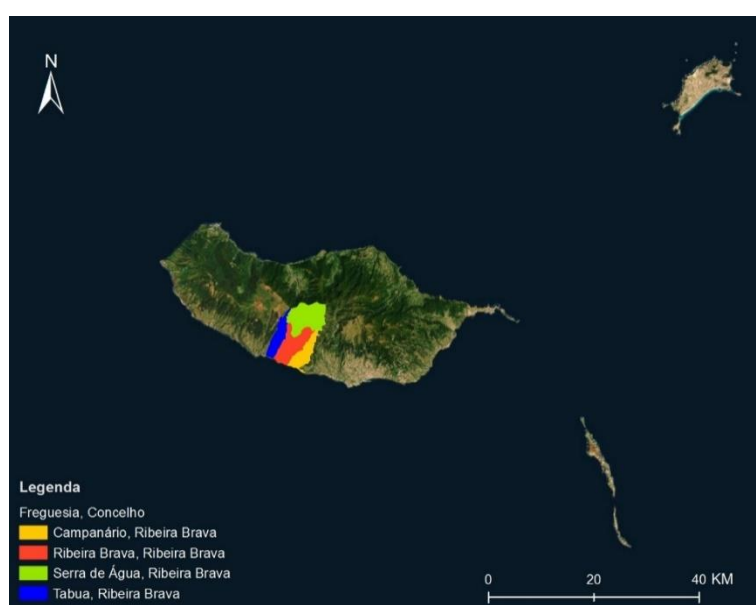 N
Legenda
Freguesia, Concelho
Campanário, Ribeira Brava
Ribeira Brava, Ribeira Brava
Serra de Água, Ribeira Brava
Tabua, Ribeira Brava
0 20 40 KM